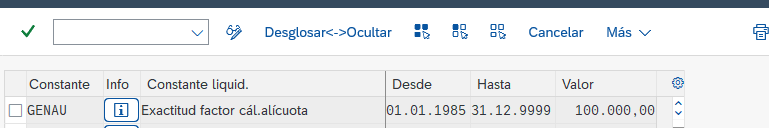 Desglosar<->Ocultar Cancelar Más
Constante Info Constante liquid. Desde Hasta Valor
GENAU Exactitud factor cál.alícuota 01.01.1985 31.12.9999 100.000,00